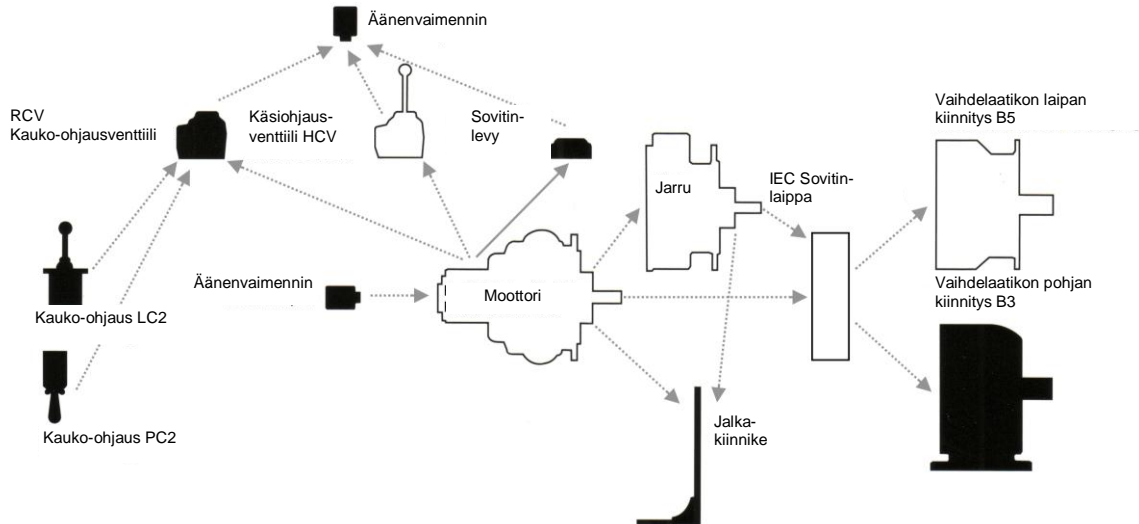 Äänenvaimennin
RCV
Kauko-ohjausventtiili
Käsiohjaus-
venttiili HCV
Sovitin-
levy
Vaihdelaatikon laipan
kiinnitys B5
Jarru
IEC Sovitin-
laippa
Äänenvaimennin
Moottori
Vaihdelaatikon pohjan
kiinnitys B3
Kauko-ohjaus LC2
Jalka-
kiinnike
Kauko-ohjaus PC2